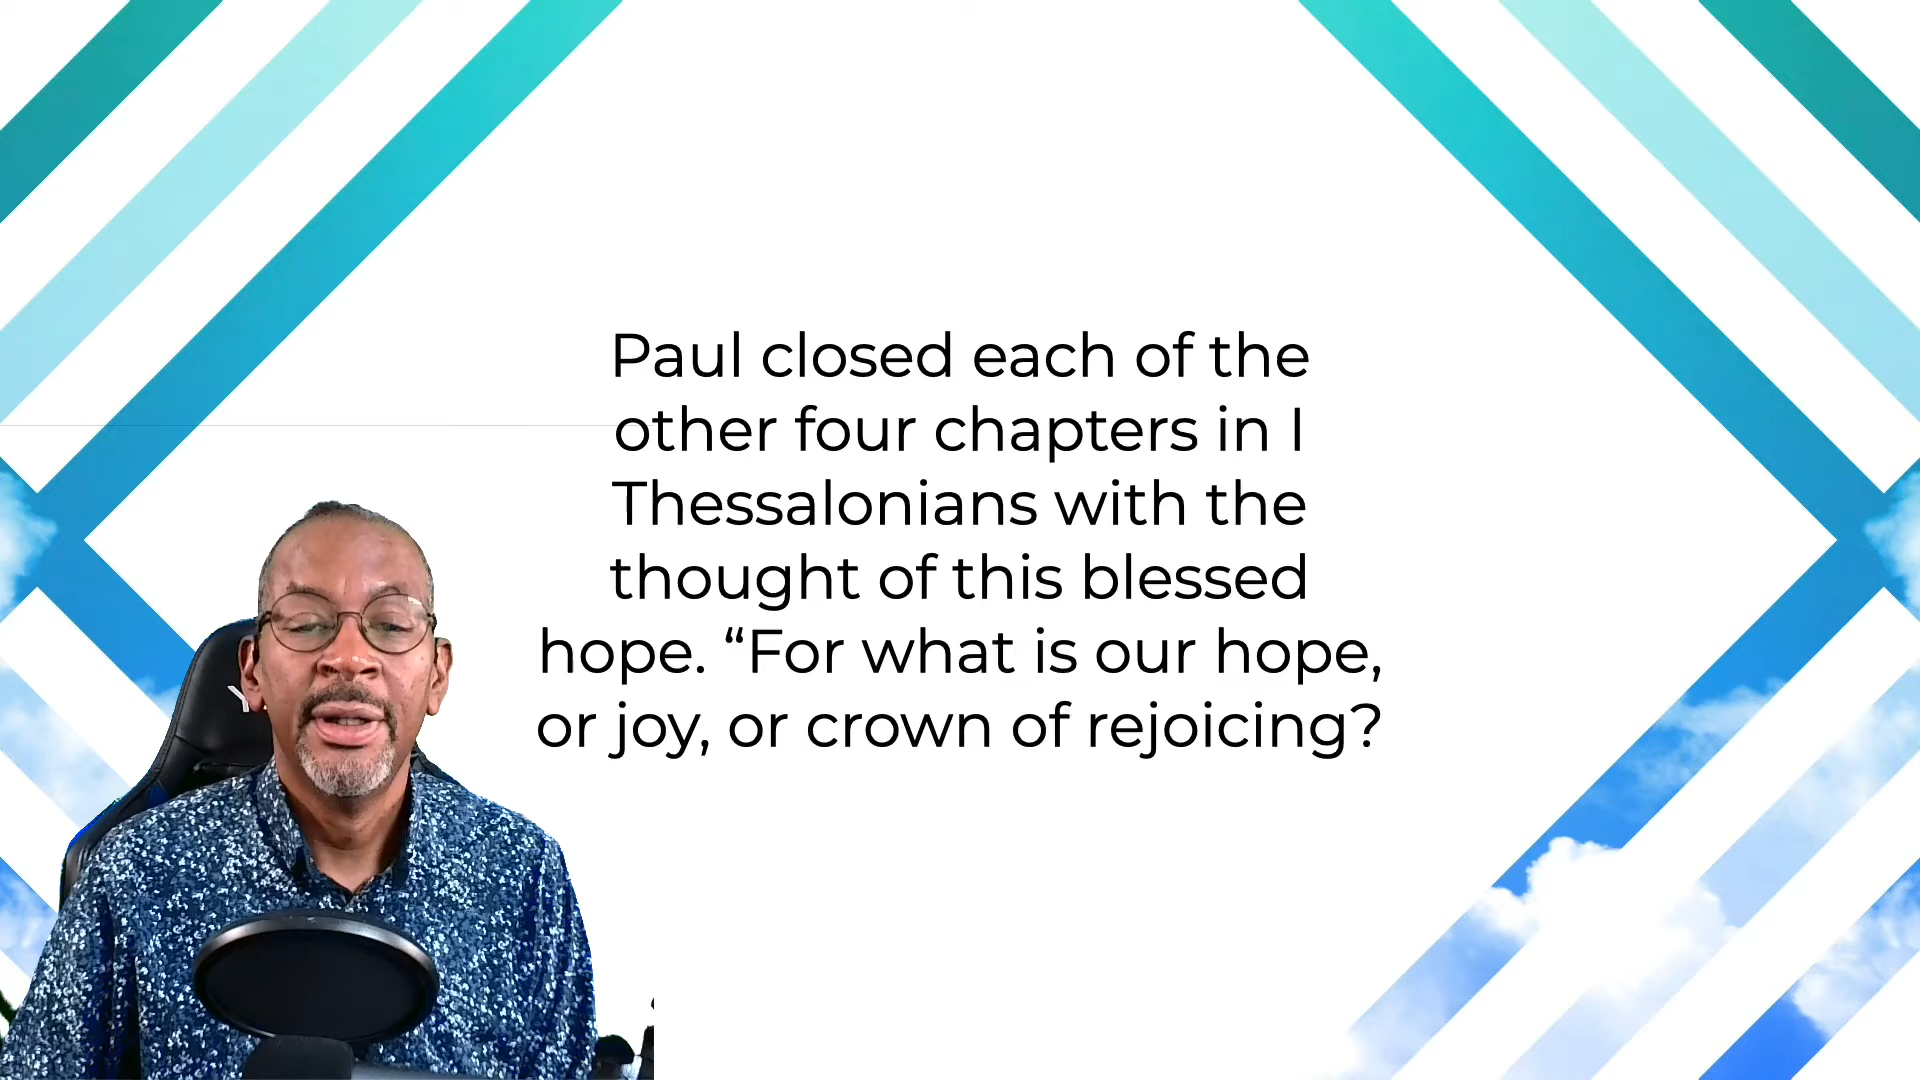 Paul closed each of the
other four chapters in I
Thessalonians with the
thought of this blessed
hope. “For what is our hope,
or joy, or crown of rejoicing?